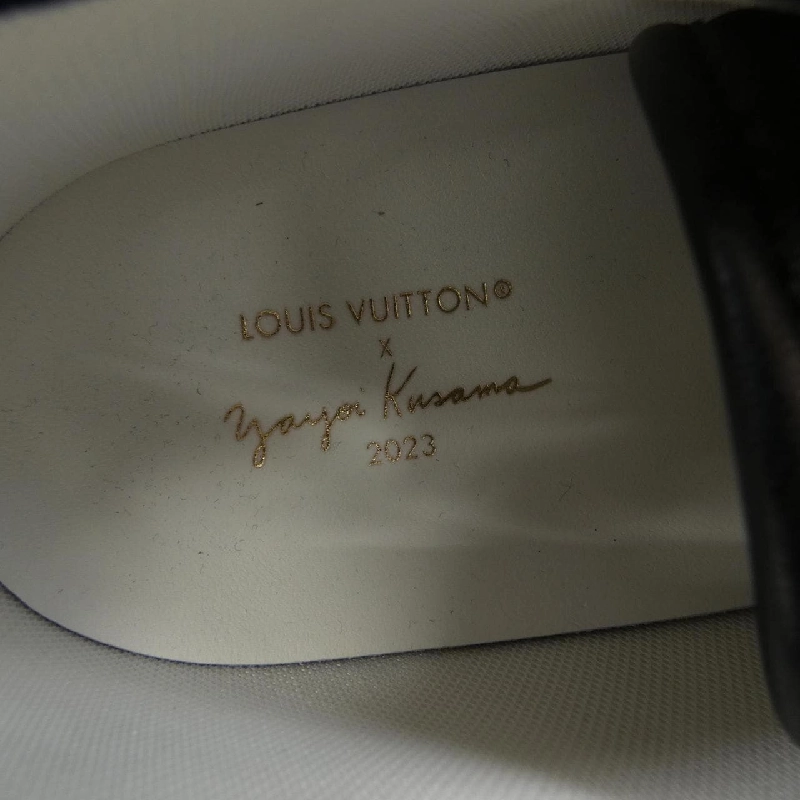 LOUIS VUITTON®
X
Yayoi Kusama
2023